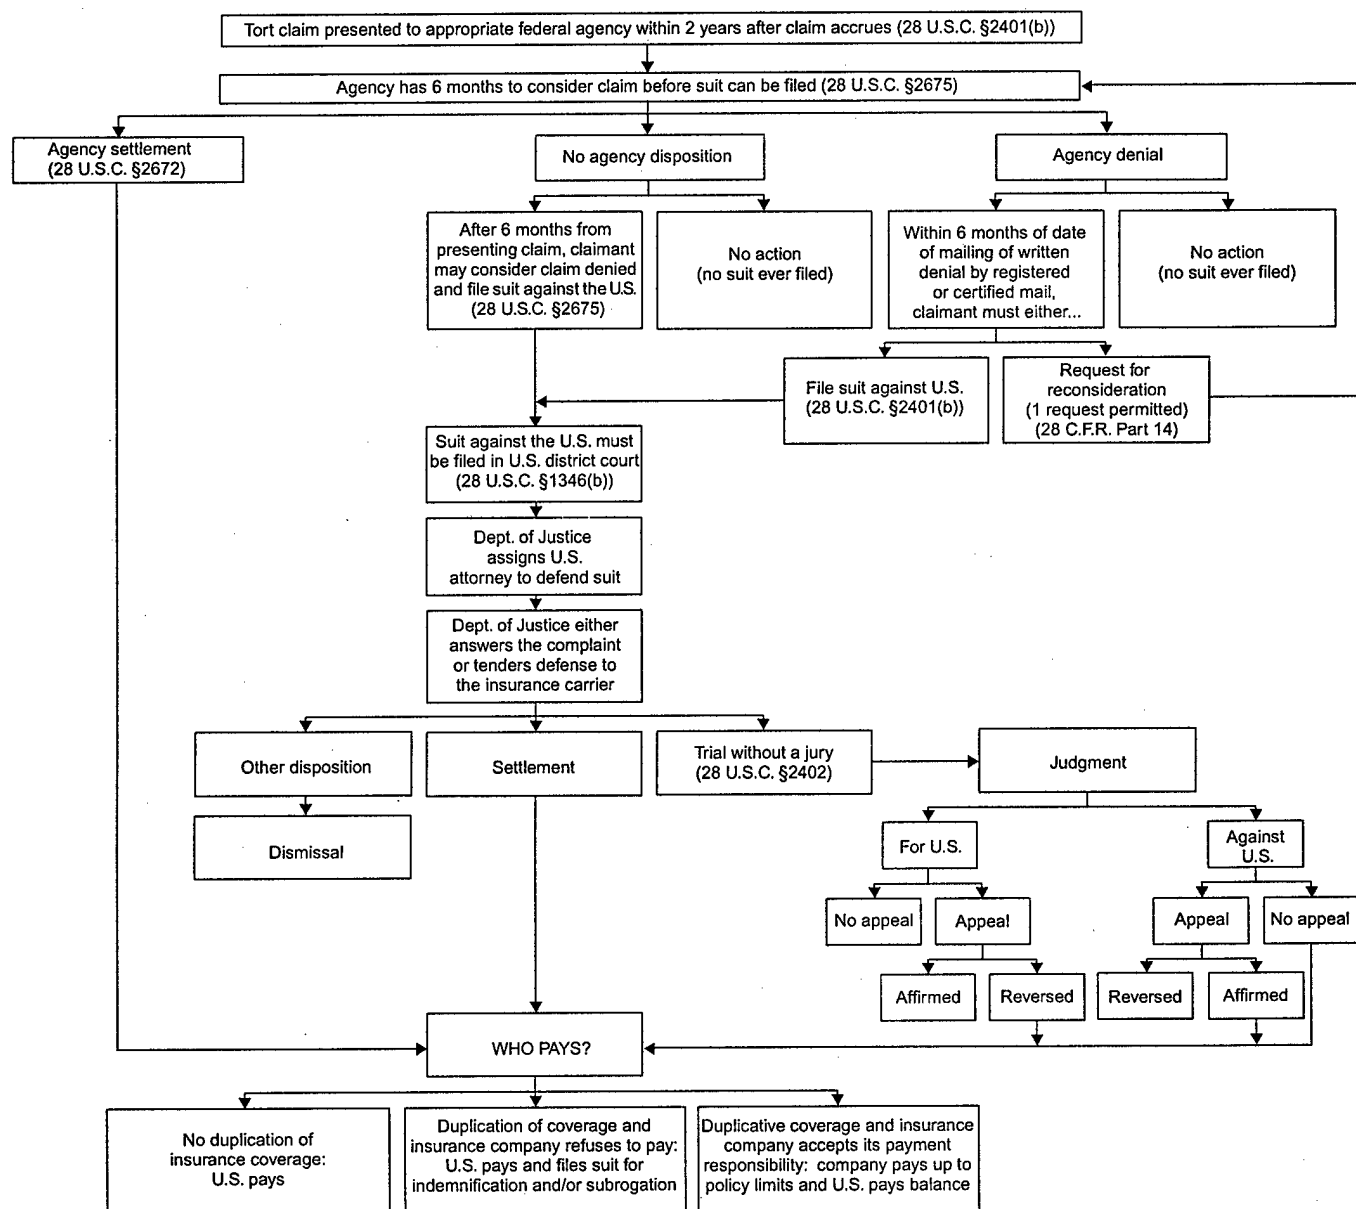 Tort claim presented to appropriate federal agency within 2 years after claim accrues (28 U.S.C. §2401(b))
Agency has 6 months to consider claim before suit can be filed (28 U.S.C. §2675)
Agency settlement
(28 U.S.C. §2672)
No agency disposition
Agency denial
After 6 months from
presenting claim, claimant
may consider claim denied
and file suit against the U.S.
(28 U.S.C. §2675)
No action
(no suit ever filed)
Within 6 months of date
of mailing of written
denial by registered
or certified mail,
claimant must either...
No action
(no suit ever filed)
File suit against U.S.
(28 U.S.C. §2401(b))
Request for
reconsideration
(1 request permitted)
(28 C.F.R. Part 14)
Suit against the U.S. must
be filed in U.S. district court
(28 U.S.C. §1346(b))
Dept. of Justice
assigns U.S.
attorney to defend suit
Dept. of Justice either
answers the complaint
or tenders defense to
the insurance carrier
Other disposition
Settlement
Trial without a jury
(28 U.S.C. §2402)
Judgment
Dismissal
For U.S.
Against
U.S.
No appeal
Appeal
Appeal
No appeal
Affirmed
Reversed
Reversed
Affirmed
WHO PAYS?
No duplication of
insurance coverage:
U.S. pays
Duplication of coverage and
insurance company refuses to pay:
U.S. pays and files suit for
indemnification and/or subrogation
Duplicative coverage and insurance
company accepts its payment
responsibility: company pays up to
policy limits and U.S. pays balance